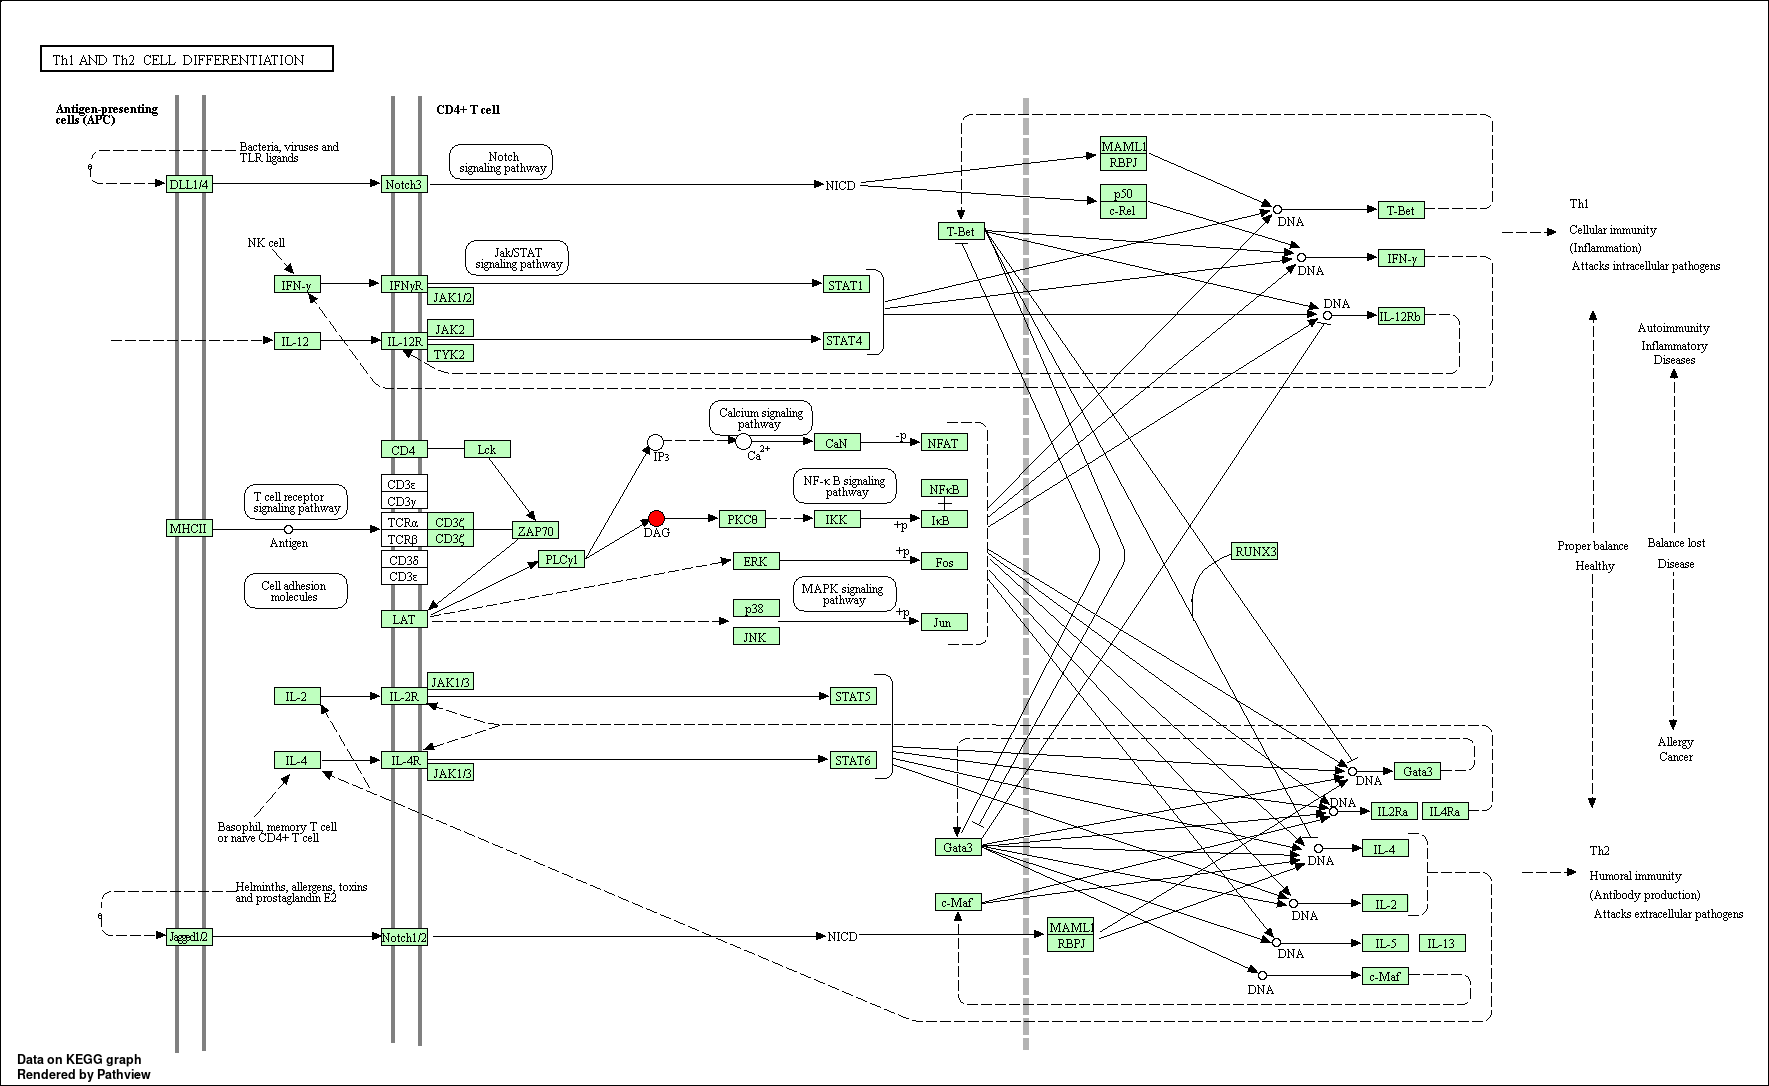 Th1 AND Th2 CELL DIFFERENTIATION
Antigen-presenting
cells (APC)
CD4+ T cell
Bacteria, viruses and
TLR ligands
e
DLL1/4
Notch3
Notch
signaling pathway
NICD
MAML1
RBPJ
p50
c-Rel
DNA
T-Bet
T-Bet
Th1
Cellular immunity
(Inflammation)
Attacks intracellular pathogens
NK cell
IFN-γ
IFNγR
JAK1/2
Jak/STAT
signaling pathway
STAT1
DNA
IFN-γ
IL-12
IL-12R
JAK2
TYK2
STAT4
DNA
IL-12Rb
Autoimmunity
Inflammatory
Diseases
Calcium signaling
pathway
CD4
Lck
IP3
Ca2+
CaN
-p
NFAT
CD3ε
CD3γ
T cell receptor
signaling pathway
NF-κ B signaling
pathway
NFκB
MHCII
Antigen
TCRα
CD3ζ
TCRβ
CD3ζ
ZAP70
DAG
PKCθ
IKK
+p
IκB
CD3δ
CD3ε
PLCγ1
ERK
+p
Fos
RUNX3
Proper balance
Healthy
Balance lost
Disease
Cell adhesion
molecules
MAPK signaling
pathway
LAT
p38
JNK
+p
Jun
IL-2
IL-2R
JAK1/3
STAT5
IL-4
IL-4R
JAK1/3
STAT6
Allergy
Cancer
DNA
Gata3
DNA
IL2Ra
IL4Ra
Basophil, memory T cell
or naive CD4+ T cell
Gata3
DNA
IL-4
Th2
Humoral immunity
(Antibody production)
Attacks extracellular pathogens
Helminths, allergens, toxins
and prostaglandin E2
e
c-Maf
DNA
IL-2
Jagged1/2
Notch1/2
NICD
MAML1
RBPJ
DNA
IL-5
IL-13
DNA
c-Maf
Data on KEGG graph
Rendered by Pathview